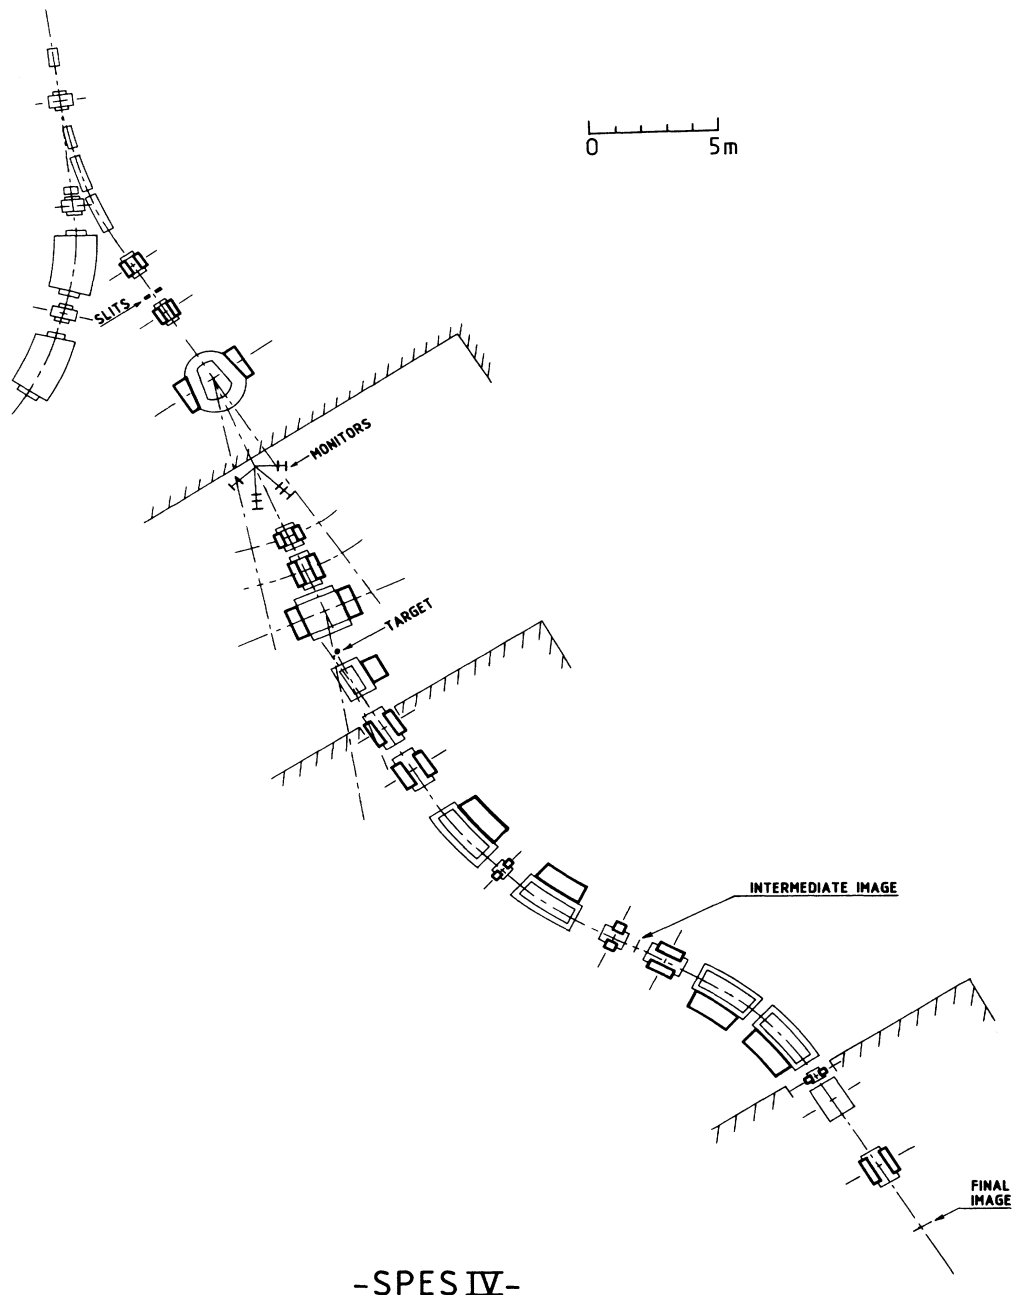 0 5m
SLITS
MONITORS
TARGET
INTERMEDIATE IMAGE
FINAL
IMAGE
-SPES IV-